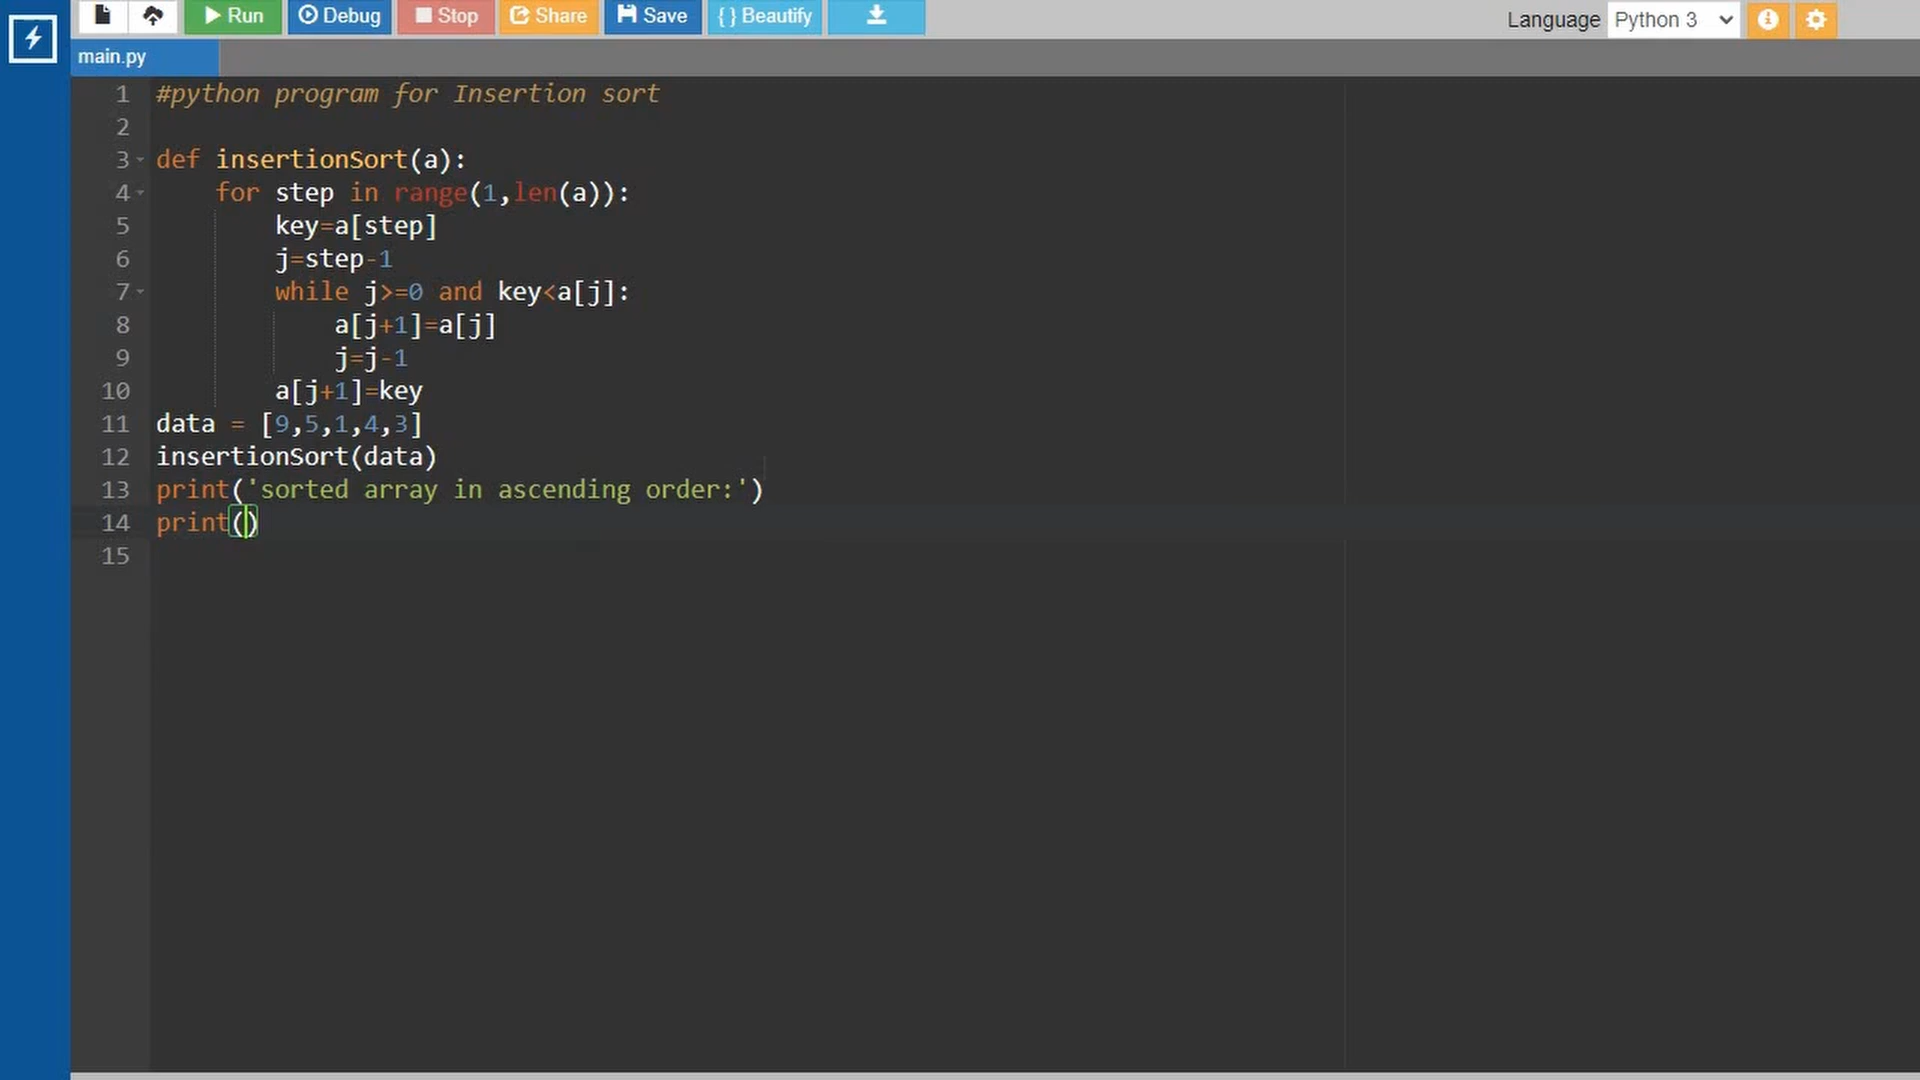 Run Debug Stop Share Save { } Beautify Language Python 3
main.py
1 #python program for Insertion sort
2
3 def insertionSort(a):
4     for step in range(1,len(a)):
5         key=a[step]
6         j=step-1
7         while j>=0 and key<a[j]:
8             a[j+1]=a[j]
9             j=j-1
10         a[j+1]=key
11 data = [9,5,1,4,3]
12 insertionSort(data)
13 print('sorted array in ascending order:')
14 print()
15